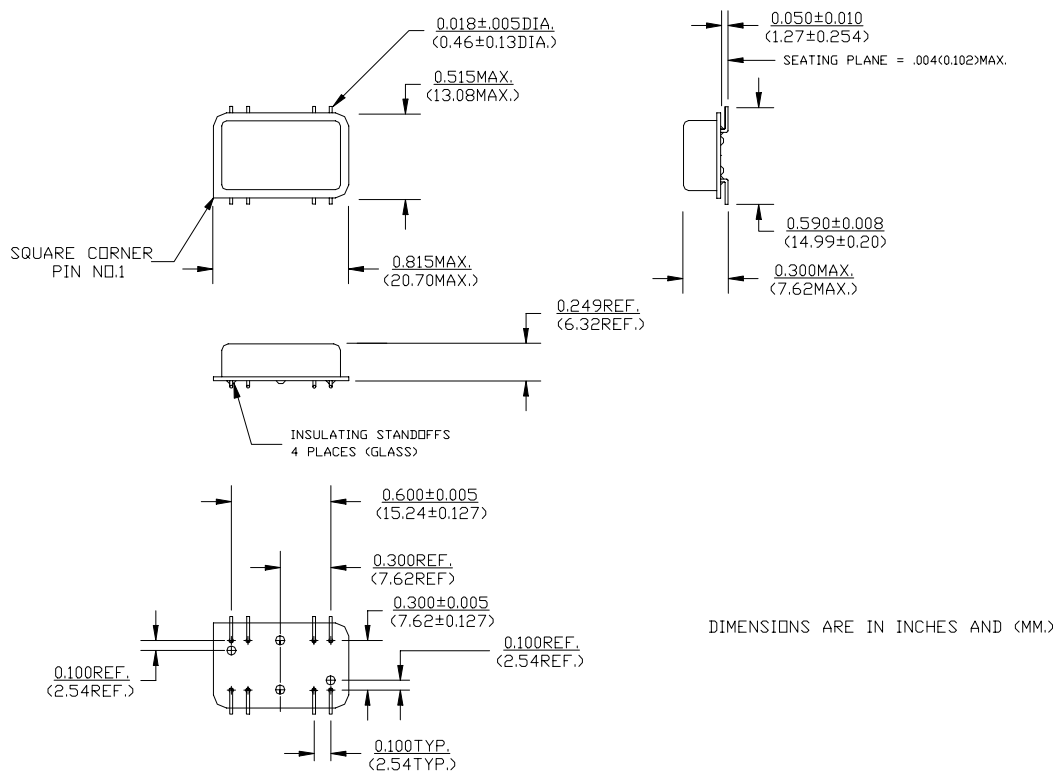 0.018±.005DIA.
(0.46±0.13DIA.)
0.515MAX.
(13.08MAX.)
SQUARE CORNER
PIN NO.1
0.815MAX.
(20.70MAX.)
0.050±0.010
(1.27±0.254)
SEATING PLANE = .004(0.102)MAX.
0.590±0.008
(14.99±0.20)
0.300MAX.
(7.62MAX.)
0.249REF.
(6.32REF.)
INSULATING STANDOFFS
4 PLACES (GLASS)
0.600±0.005
(15.24±0.127)
0.300REF.
(7.62REF)
0.300±0.005
(7.62±0.127)
0.100REF.
(2.54REF.)
0.100REF.
(2.54REF.)
0.100TYP.
(2.54TYP.)
DIMENSIONS ARE IN INCHES AND (MM.)